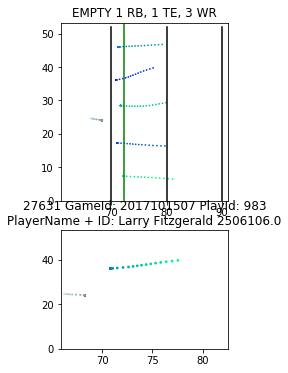 EMPTY 1 RB, 1 TE, 3 WR
50
40
30
20
10
0
70 80 90
27631 GameId: 2017101507 PlayId: 983
PlayerName + ID: Larry Fitzgerald 2506106.0
40
20
0
70 75 80